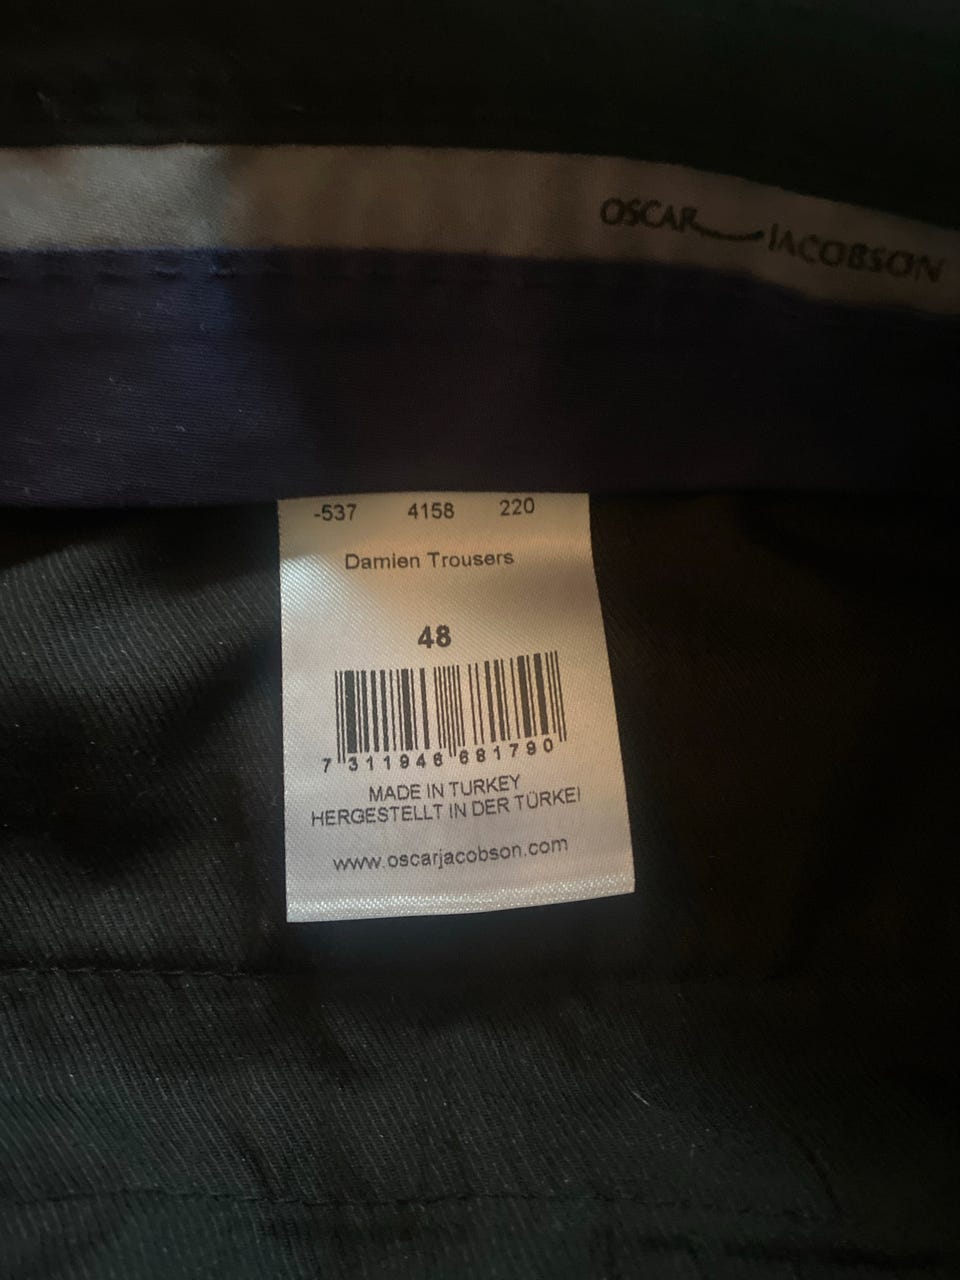 OSCAR JACOBSON
-537 4158 220
Damien Trousers
48
7 311946 681790
MADE IN TURKEY
HERGESTELLT IN DER TÜRKEI
www.oscarjacobson.com